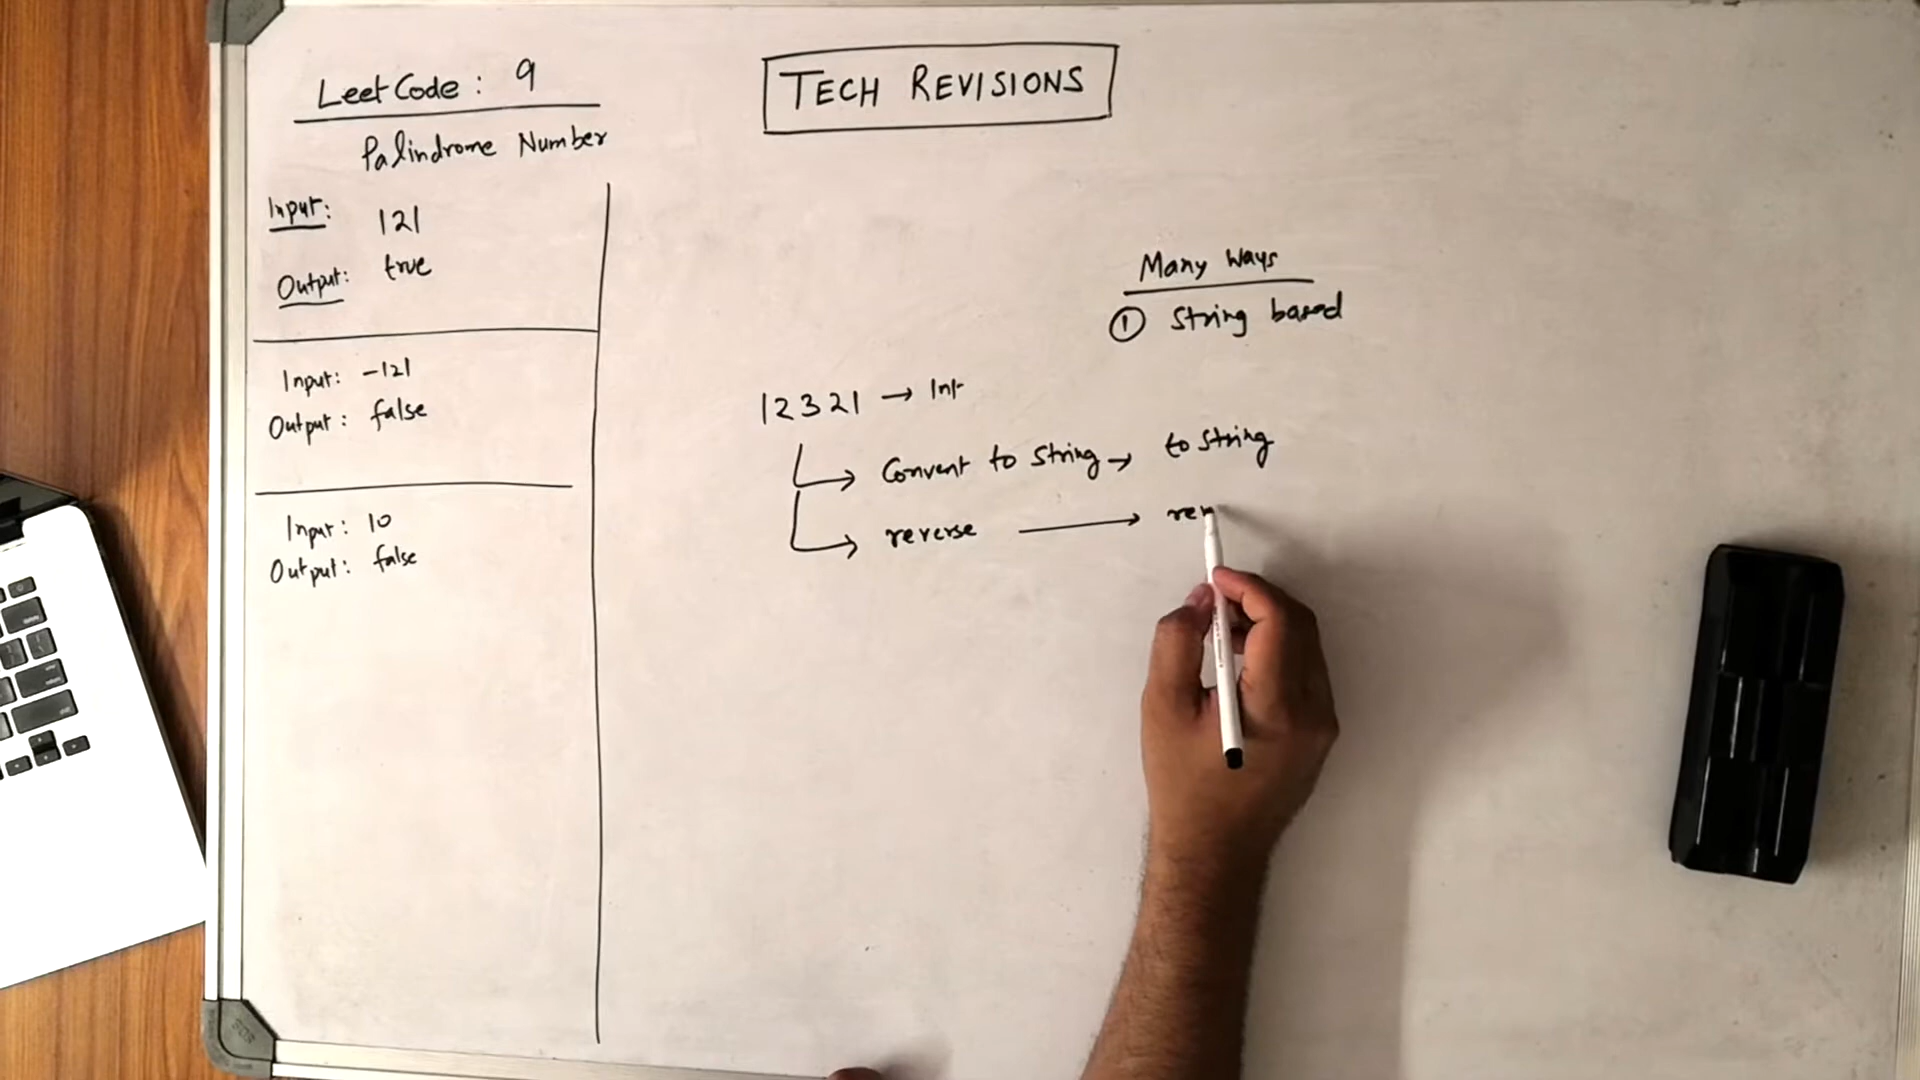 LeetCode: 9
Palindrome Number
TECH REVISIONS
Input: 121
Output: true
Input: -121
Output: false
Input: 10
Output: false
Many Ways
① String based
12321 → Int
→ Convert to String → to String
→ reverse → rev